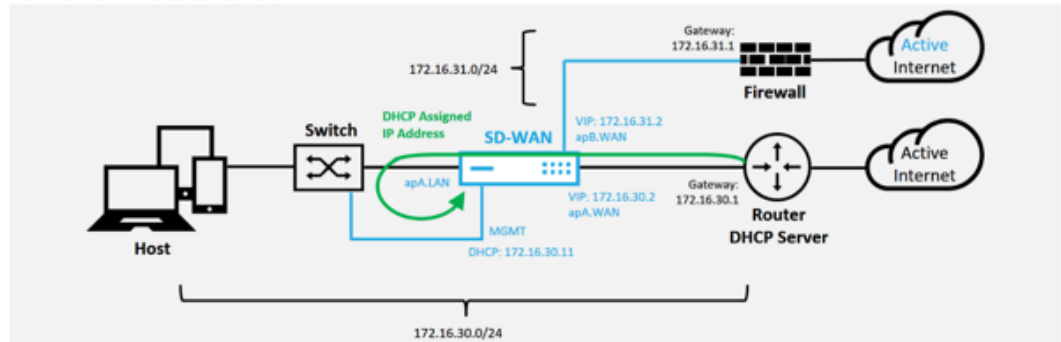 Gateway:
172.16.31.1
Active
Internet
172.16.31.0/24
Firewall
DHCP Assigned
IP Address
SD-WAN
VIP: 172.16.31.2
apB.WAN
Switch
Active
Internet
apA.LAN
VIP: 172.16.30.2
apA.WAN
Gateway:
172.16.30.1
Router
DHCP Server
MGMT
DHCP: 172.16.30.11
Host
172.16.30.0/24